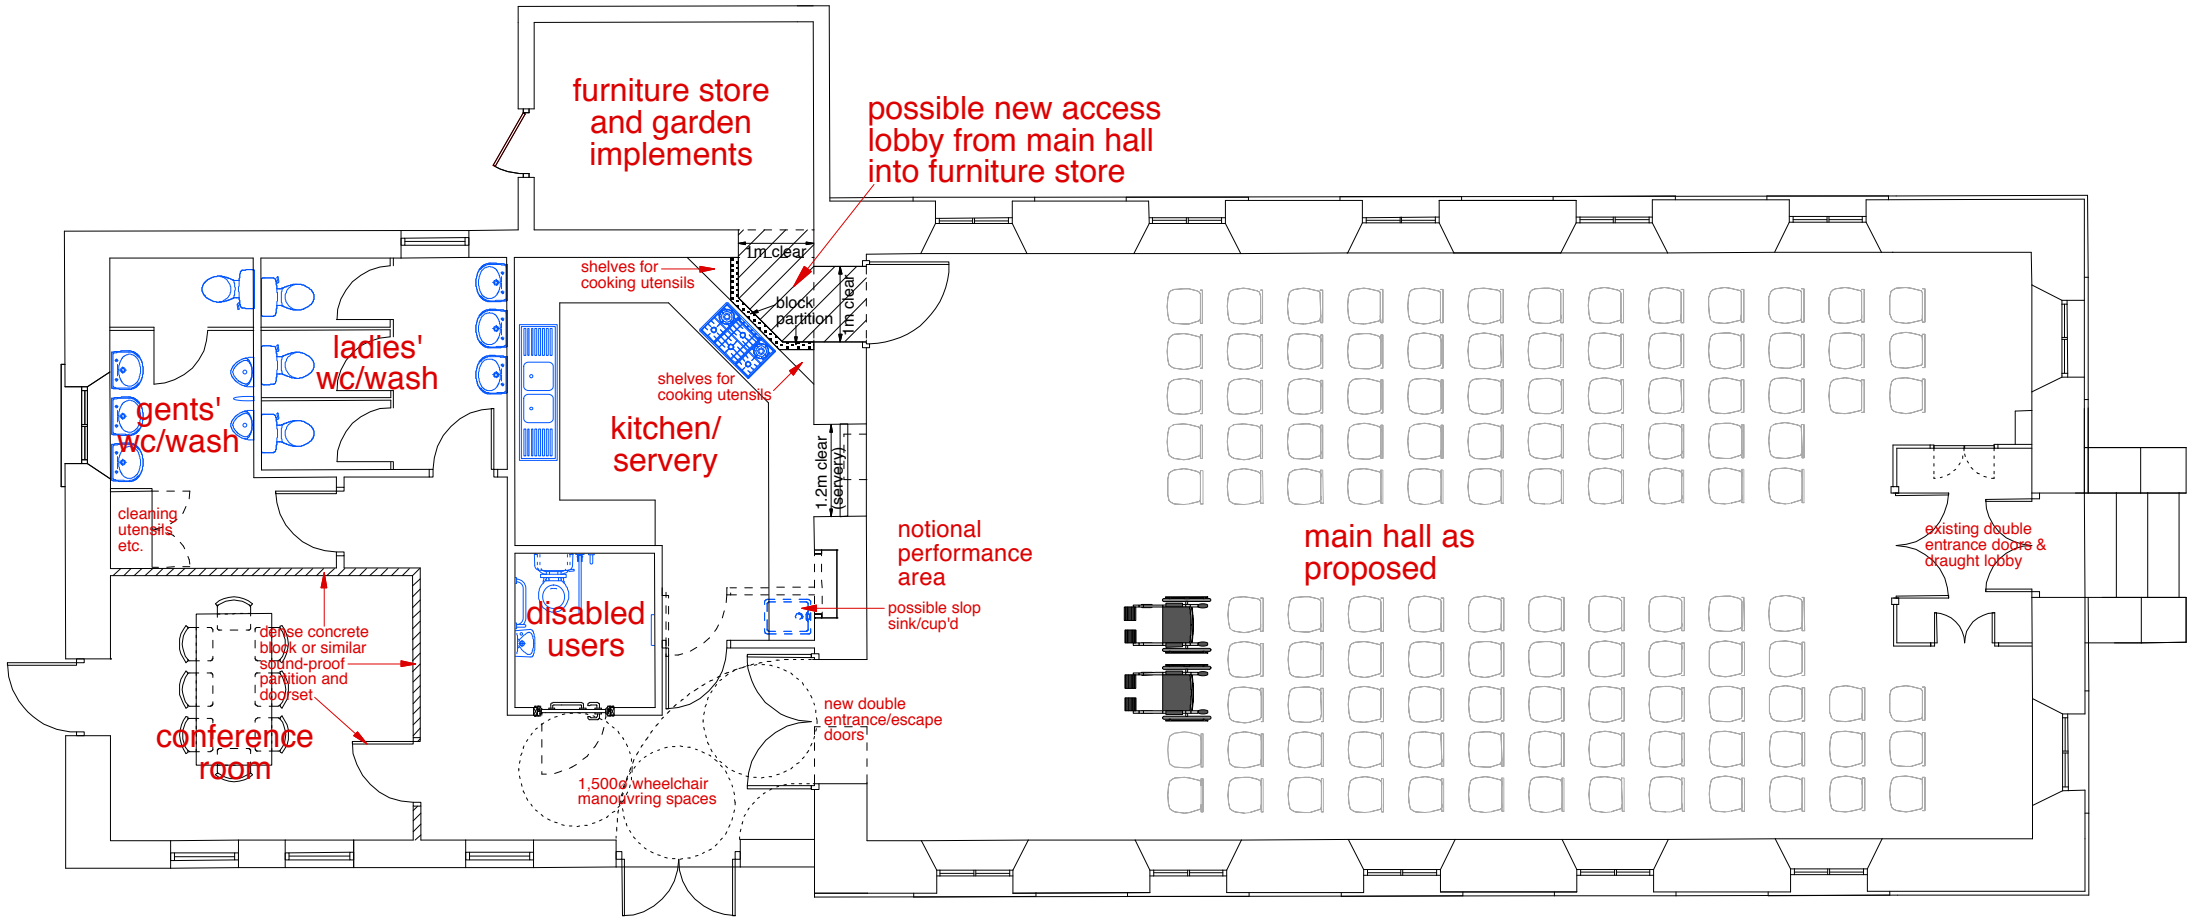 furniture store
and garden
implements
possible new access
lobby from main hall
into furniture store
1m clear
shelves for
cooking utensils
block
partition
1m clear
ladies'
wc/wash
shelves for
cooking utensils
gents'
wc/wash
kitchen/
servery
1.2m clear
(servery)
cleaning
utensils
etc.
notional
performance
area
main hall as
proposed
existing double
entrance doors &
draught lobby
possible slop
sink/cup'd
disabled
users
dense concrete
block or similar
sound-proof
partition and
doorset
new double
entrance/escape
doors
conference
room
1,500ø wheelchair
manouvring spaces